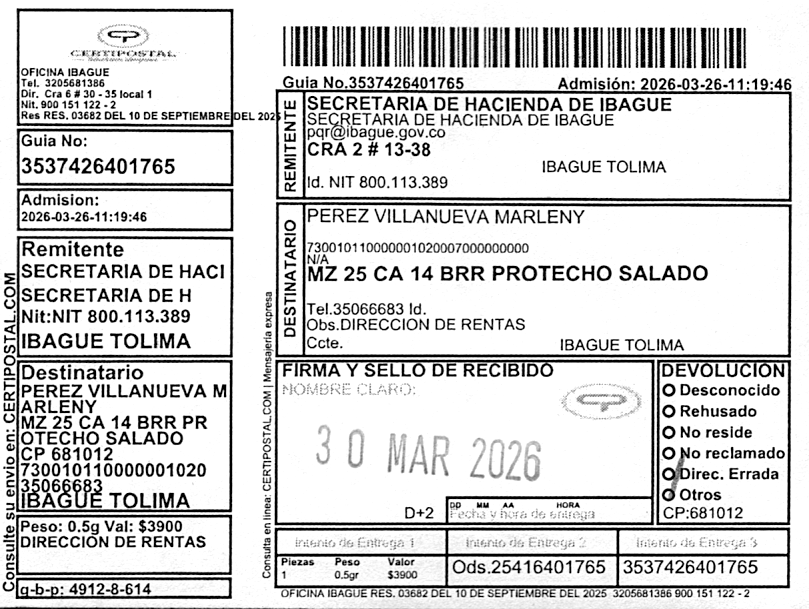 CERTIPOSTAL
OFICINA IBAGUE
Tel. 3205681386
Dir. Cra 6 # 30 - 35 local 1
Nit. 900 151 122 - 2
Res RES. 03682 DEL 10 DE SEPTIEMBRE DEL 2025
Guia No:
3537426401765
Admision:
2026-03-26-11:19:46
Remitente
SECRETARIA DE HACI
SECRETARIA DE H
Nit:NIT 800.113.389
IBAGUE TOLIMA
Destinatario
PEREZ VILLANUEVA M
ARLENY
MZ 25 CA 14 BRR PR
OTECHO SALADO
CP 681012
730010110000001020
35066683
IBAGUE TOLIMA
Peso: 0.5g Val: $3900
DIRECCIÓN DE RENTAS
g-b-p: 4912-8-614
Consulte su envio en: CERTIPOSTAL.COM
Guia No.3537426401765 Admisión: 2026-03-26-11:19:46
REMITENTE
SECRETARIA DE HACIENDA DE IBAGUE
SECRETARIA DE HACIENDA DE IBAGUE
pqr@ibague.gov.co
CRA 2 # 13-38
IBAGUE TOLIMA
Id. NIT 800.113.389
DESTINATARIO
PEREZ VILLANUEVA MARLENY
730010110000001020007000000000
N/A
MZ 25 CA 14 BRR PROTECHO SALADO
Tel.35066683 Id.
Obs.DIRECCION DE RENTAS
Ccte. IBAGUE TOLIMA
Consulta en linea: CERTIPOSTAL.COM | Mensajería expresa
FIRMA Y SELLO DE RECIBIDO
NOMBRE CLARO:
30 MAR 2026
D+2
DD MM AA HORA
Fecha y hora de entrega
DEVOLUCION
Desconocido
Rehusado
No reside
No reclamado
Direc. Errada
Otros
CP:681012
Intento de Entrega 1 Intento de Entrega 2 Intento de Entrega 3
Piezas Peso Valor
1 0.5gr $3900
Ods.25416401765 3537426401765
OFICINA IBAGUE RES. 03682 DEL 10 DE SEPTIEMBRE DEL 2025 3205681386 900 151 122 - 2